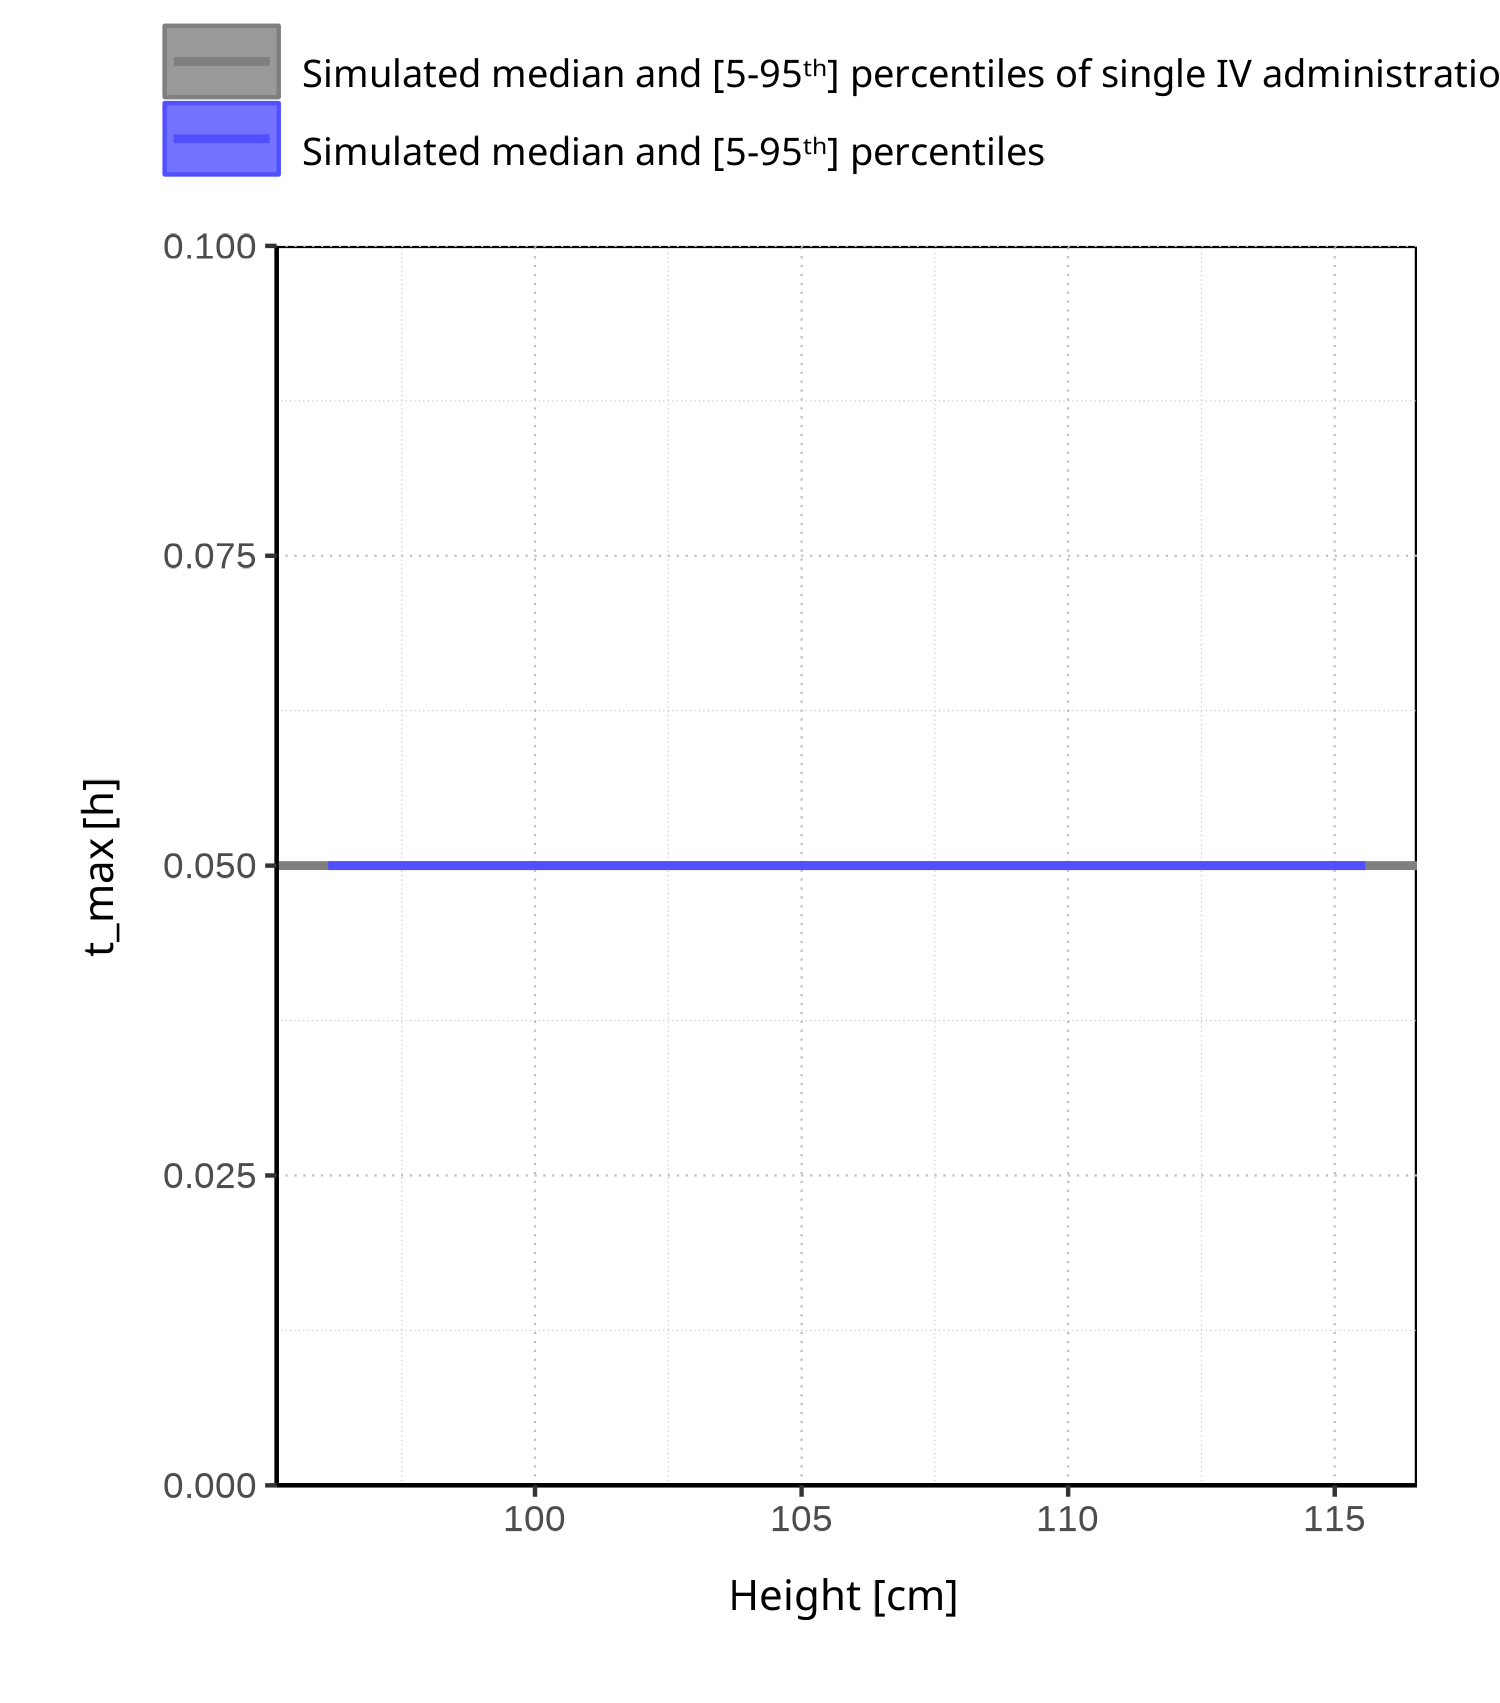 Simulated median and [5-95ᵗʰ] percentiles of single IV administratio
Simulated median and [5-95ᵗʰ] percentiles
0.100
0.075
0.050
0.025
0.000
t_max [h]
100 105 110 115
Height [cm]